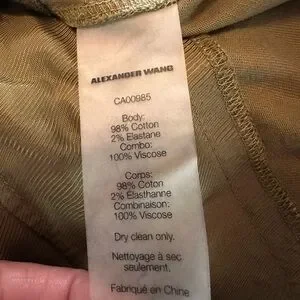 ALEXANDER WANG
CA00985
Body:
98% Cotton
2% Elastane
Combo:
100% Viscose
Corps:
98% Coton
2% Élasthanne
Combinaison:
100% Viscose
Dry clean only.
Nettoyage à sec
seulement.
Fabriqué en Chine